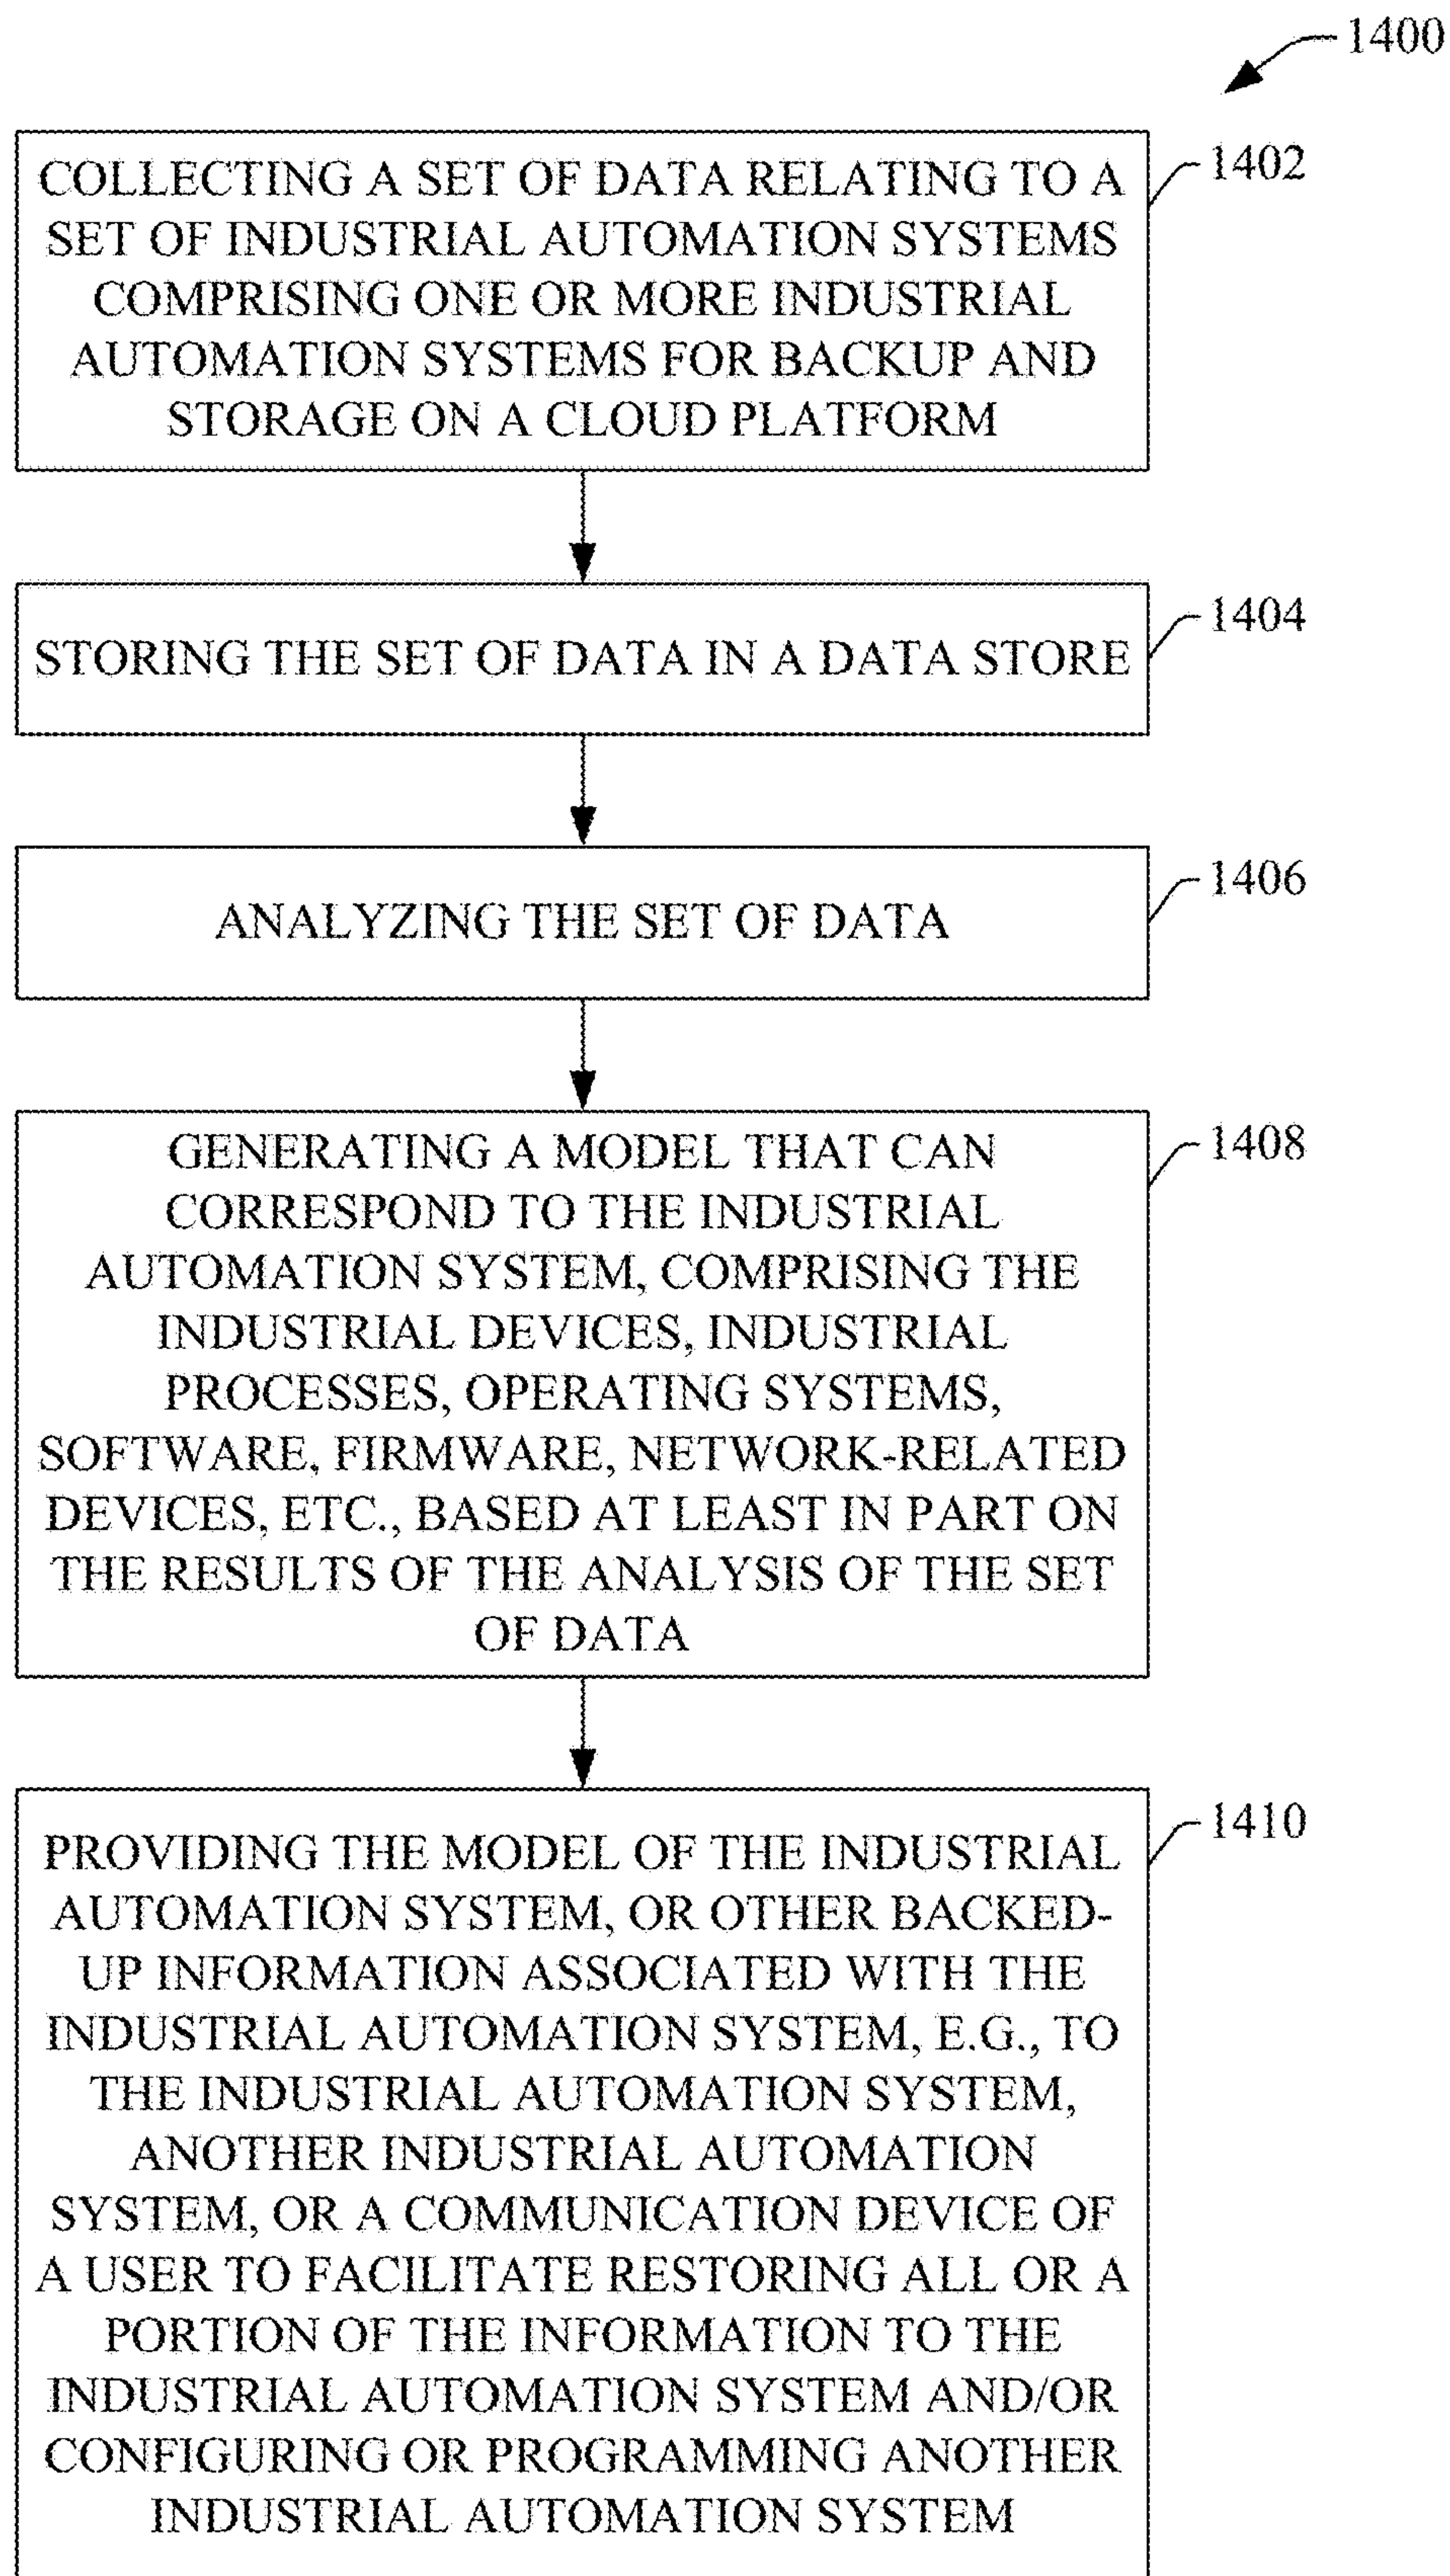 1400
1402
COLLECTING A SET OF DATA RELATING TO A
SET OF INDUSTRIAL AUTOMATION SYSTEMS
COMPRISING ONE OR MORE INDUSTRIAL
AUTOMATION SYSTEMS FOR BACKUP AND
STORAGE ON A CLOUD PLATFORM
1404
STORING THE SET OF DATA IN A DATA STORE
1406
ANALYZING THE SET OF DATA
1408
GENERATING A MODEL THAT CAN
CORRESPOND TO THE INDUSTRIAL
AUTOMATION SYSTEM, COMPRISING THE
INDUSTRIAL DEVICES, INDUSTRIAL
PROCESSES, OPERATING SYSTEMS,
SOFTWARE, FIRMWARE, NETWORK-RELATED
DEVICES, ETC., BASED AT LEAST IN PART ON
THE RESULTS OF THE ANALYSIS OF THE SET
OF DATA
1410
PROVIDING THE MODEL OF THE INDUSTRIAL
AUTOMATION SYSTEM, OR OTHER BACKED-
UP INFORMATION ASSOCIATED WITH THE
INDUSTRIAL AUTOMATION SYSTEM, E.G., TO
THE INDUSTRIAL AUTOMATION SYSTEM,
ANOTHER INDUSTRIAL AUTOMATION
SYSTEM, OR A COMMUNICATION DEVICE OF
A USER TO FACILITATE RESTORING ALL OR A
PORTION OF THE INFORMATION TO THE
INDUSTRIAL AUTOMATION SYSTEM AND/OR
CONFIGURING OR PROGRAMMING ANOTHER
INDUSTRIAL AUTOMATION SYSTEM